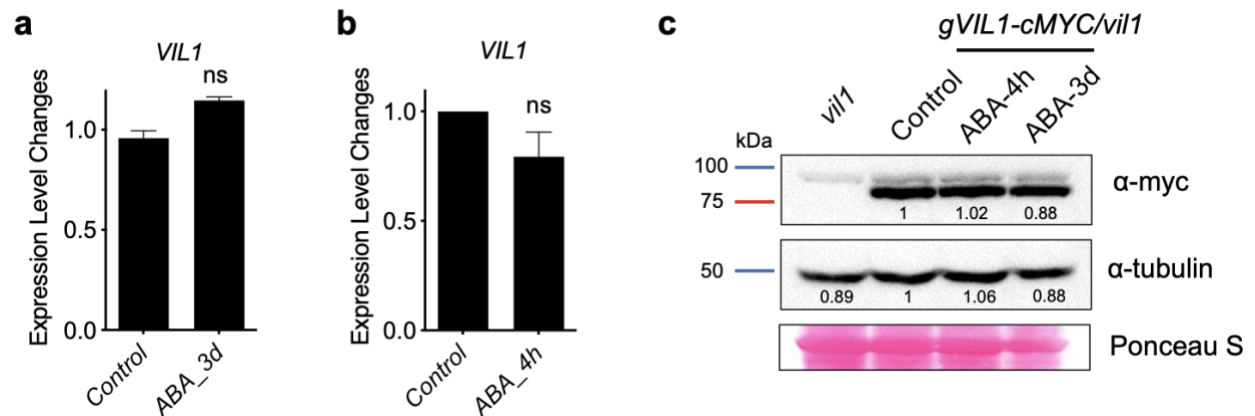 a
VIL1
ns
Expression Level Changes
1.0
0.5
0.0
Control
ABA_3d
b
VIL1
ns
Expression Level Changes
1.0
0.5
0.0
Control
ABA_4h
c
gVIL1-cMYC/vil1
vil1
Control
ABA-4h
ABA-3d
kDa
100
75
α-myc
1 1.02 0.88
50
α-tubulin
0.89 1 1.06 0.88
Ponceau S